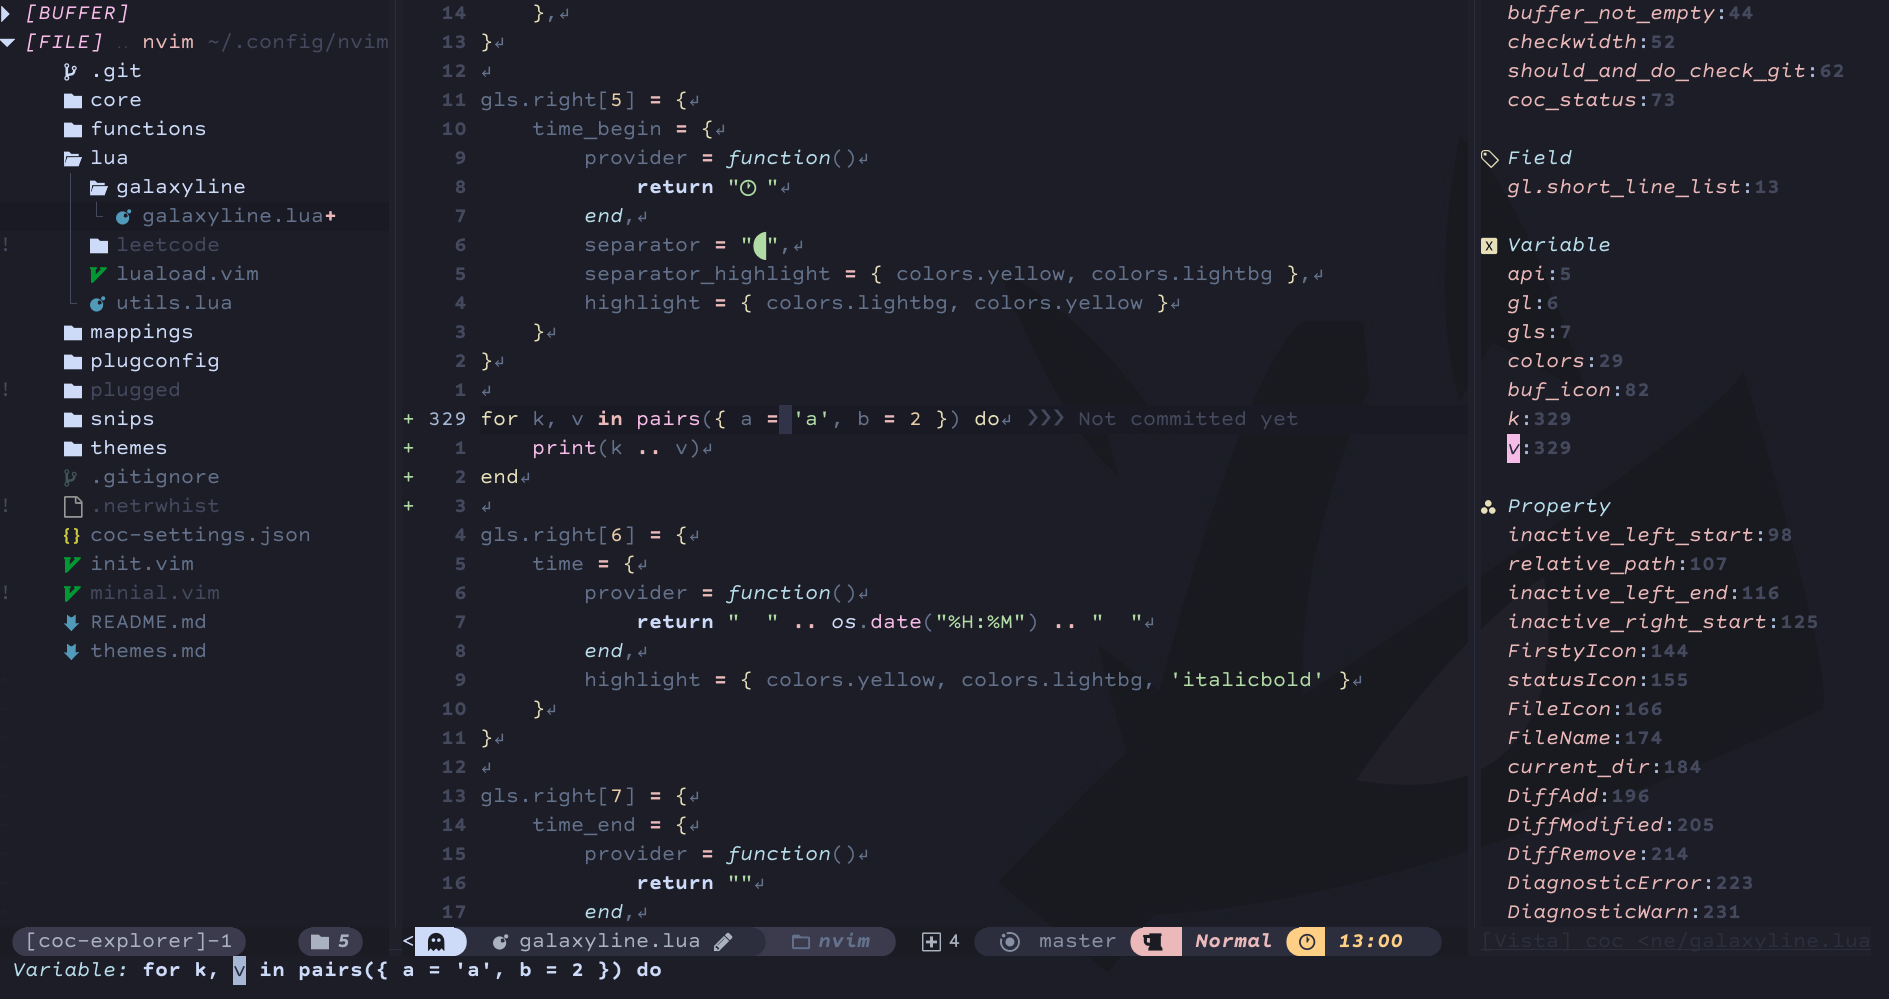 [BUFFER]
[FILE] .. nvim ~/.config/nvim
.git
core
functions
lua
galaxyline
galaxyline.lua+
! leetcode
luaload.vim
utils.lua
mappings
plugconfig
! plugged
snips
themes
.gitignore
! .netrwhist
{} coc-settings.json
init.vim
! minial.vim
README.md
themes.md
[coc-explorer]-1 5
14 },↲
13 }↲
12 ↲
11 gls.right[5] = {↲
10 time_begin = {↲
9 provider = function()↲
8 return " "↲
7 end,↲
6 separator = "",↲
5 separator_highlight = { colors.yellow, colors.lightbg },↲
4 highlight = { colors.lightbg, colors.yellow }↲
3 }↲
2 }↲
1 ↲
+ 329 for k, v in pairs({ a = 'a', b = 2 }) do↲ ❯❯❯ Not committed yet
+ 1 print(k .. v)↲
+ 2 end↲
+ 3 ↲
4 gls.right[6] = {↲
5 time = {↲
6 provider = function()↲
7 return "  " .. os.date("%H:%M") .. "  "↲
8 end,↲
9 highlight = { colors.yellow, colors.lightbg, 'italicbold' }↲
10 }↲
11 }↲
12 ↲
13 gls.right[7] = {↲
14 time_end = {↲
15 provider = function()↲
16 return ""↲
17 end,↲
< galaxyline.lua nvim 4 master Normal 13:00
buffer_not_empty:44
checkwidth:52
should_and_do_check_git:62
coc_status:73
Field
gl.short_line_list:13
Variable
api:5
gl:6
gls:7
colors:29
buf_icon:82
k:329
v:329
Property
inactive_left_start:98
relative_path:107
inactive_left_end:116
inactive_right_start:125
FirstyIcon:144
statusIcon:155
FileIcon:166
FileName:174
current_dir:184
DiffAdd:196
DiffModified:205
DiffRemove:214
DiagnosticError:223
DiagnosticWarn:231
[Vista] coc <ne/galaxyline.lua
Variable: for k, v in pairs({ a = 'a', b = 2 }) do